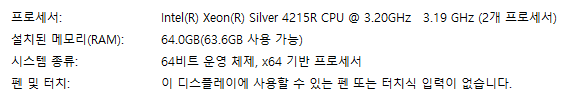 프로세서: Intel(R) Xeon(R) Silver 4215R CPU @ 3.20GHz 3.19 GHz (2개 프로세서)
설치된 메모리(RAM): 64.0GB(63.6GB 사용 가능)
시스템 종류: 64비트 운영 체제, x64 기반 프로세서
펜 및 터치: 이 디스플레이에 사용할 수 있는 펜 또는 터치식 입력이 없습니다.